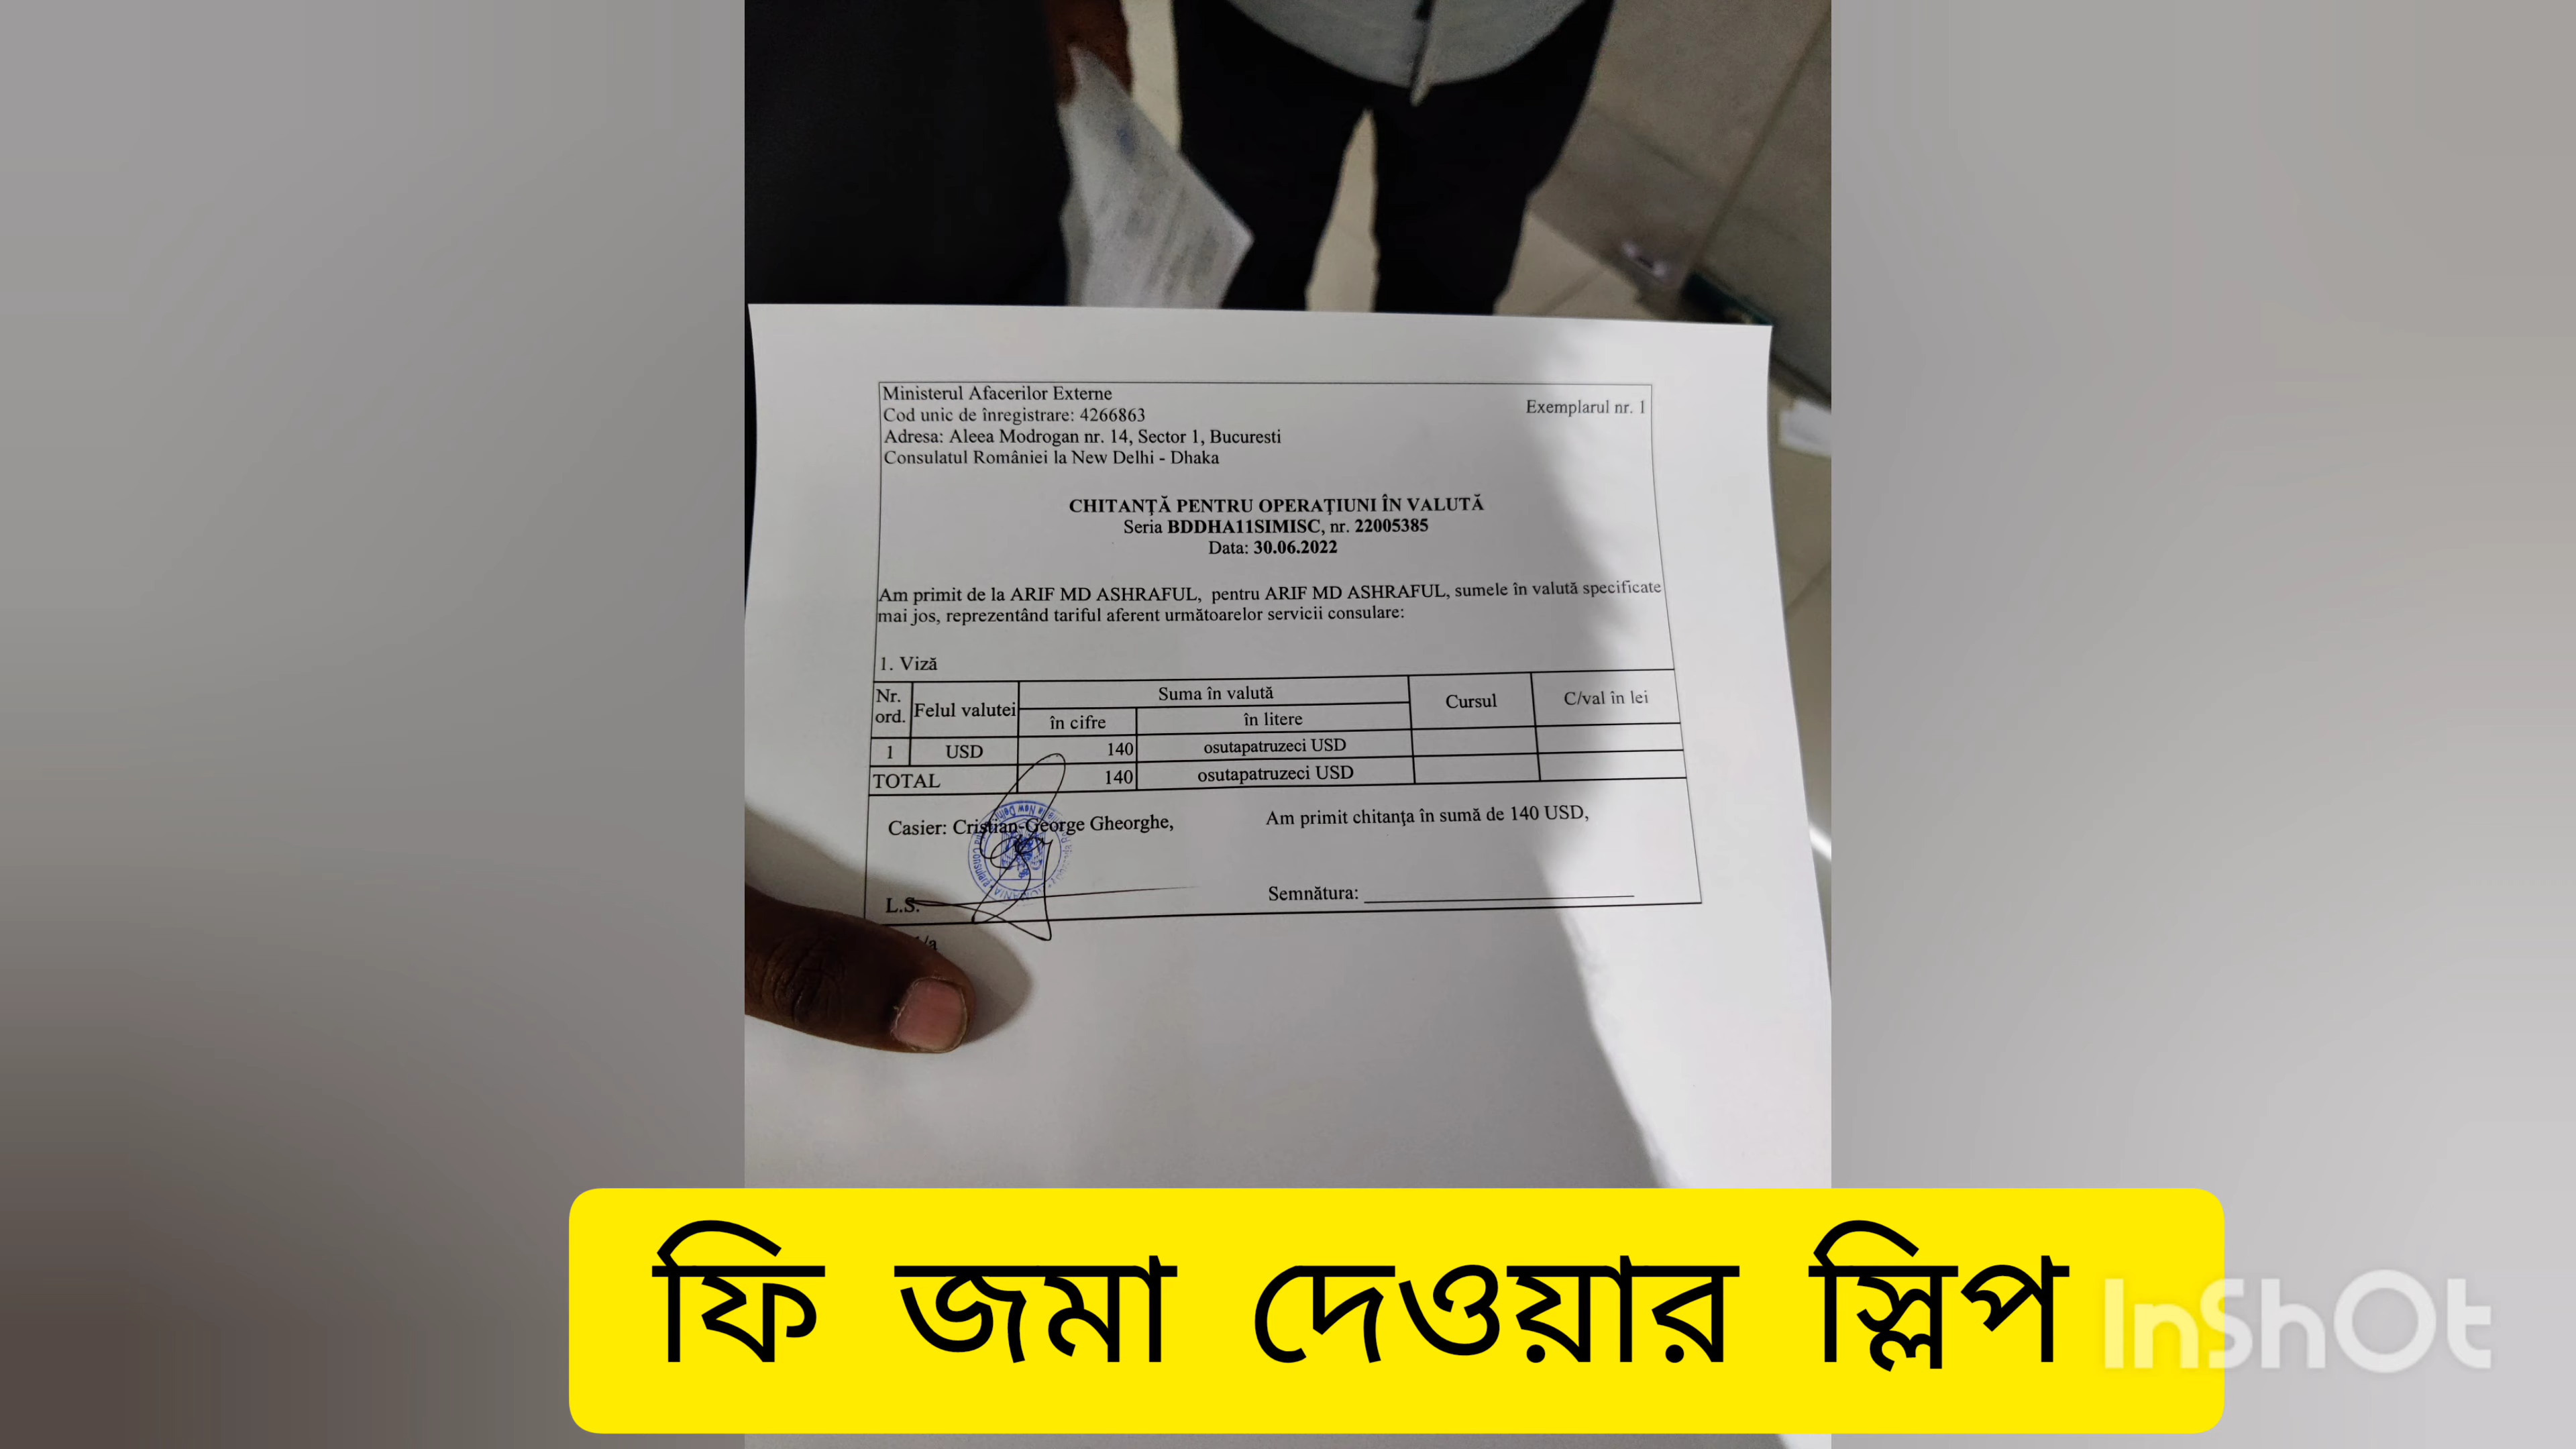 Ministerul Afacerilor Externe
Cod unic de înregistrare: 4266863
Exemplarul nr. 1
Adresa: Aleea Modrogan nr. 14, Sector 1, Bucuresti
Consulatul României la New Delhi - Dhaka
CHITANŢĂ PENTRU OPERAŢIUNI ÎN VALUTĂ
Seria BDDHA11SIMISC, nr. 22005385
Data: 30.06.2022
Am primit de la ARIF MD ASHRAFUL, pentru ARIF MD ASHRAFUL, sumele în valută specificate
mai jos, reprezentând tariful aferent următoarelor servicii consulare:
1. Viză
Nr. ord. Felul valutei Suma în valută Cursul C/val în lei
în cifre în litere
1 USD 140 osutapatruzeci USD
TOTAL 140 osutapatruzeci USD
Casier: Cristian-George Gheorghe, Am primit chitanţa în sumă de 140 USD,
L.S. Semnătura:
ফি জমা দেওয়ার স্লিপ
InShOt